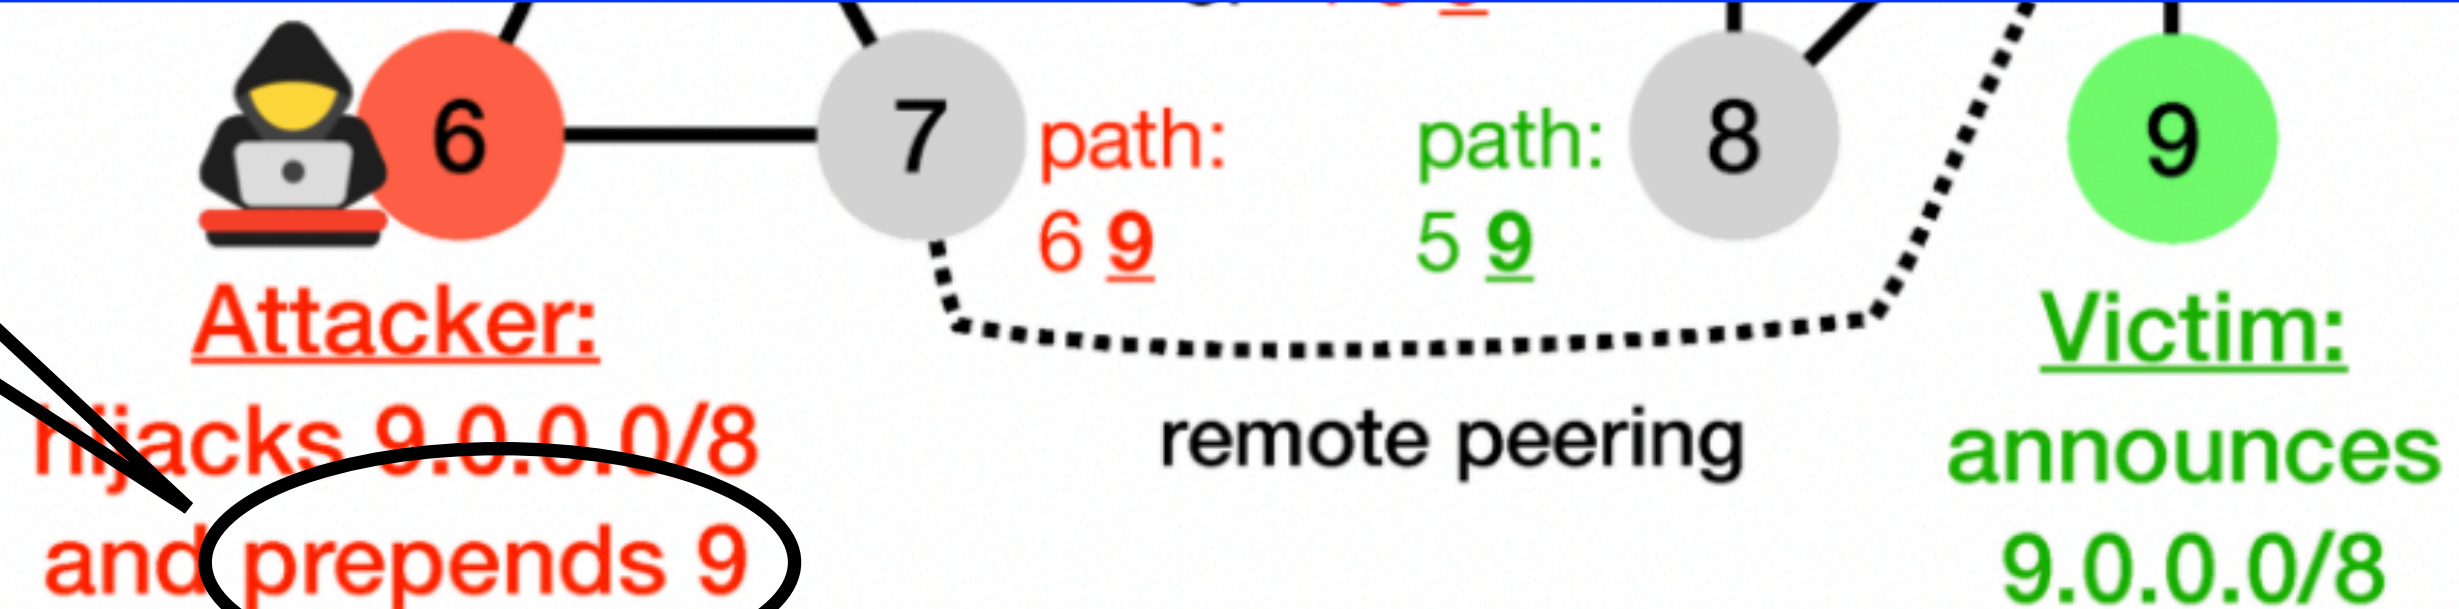 6
7
path:
6 9
path:
5 9
8
9
Attacker:
hijacks 9.0.0.0/8
and prepends 9
remote peering
Victim:
announces
9.0.0.0/8